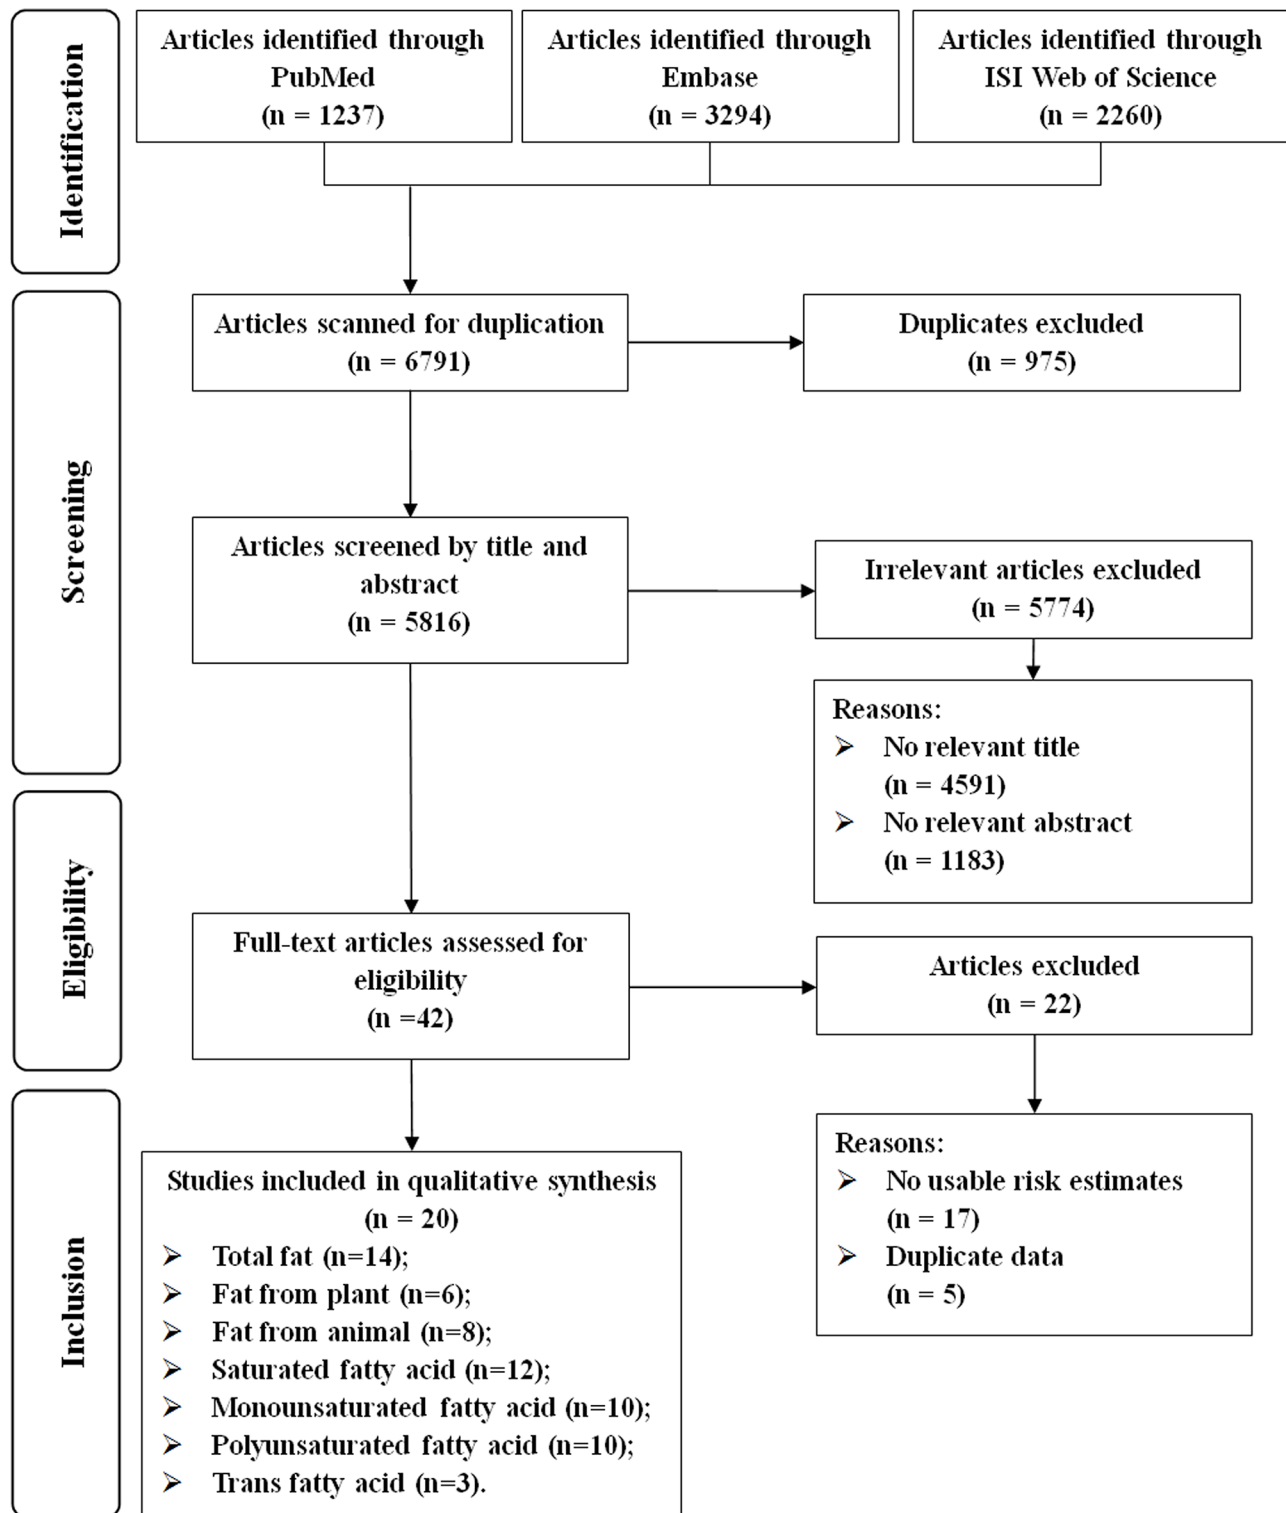 Identification
Articles identified through
PubMed
(n = 1237)
Articles identified through
Embase
(n = 3294)
Articles identified through
ISI Web of Science
(n = 2260)
Screening
Articles scanned for duplication
(n = 6791)
Duplicates excluded
(n = 975)
Articles screened by title and
abstract
(n = 5816)
Irrelevant articles excluded
(n = 5774)
Reasons:
➢ No relevant title
(n = 4591)
➢ No relevant abstract
(n = 1183)
Eligibility
Full-text articles assessed for
eligibility
(n =42)
Articles excluded
(n = 22)
Reasons:
➢ No usable risk estimates
(n = 17)
➢ Duplicate data
(n = 5)
Inclusion
Studies included in qualitative synthesis
(n = 20)
➢ Total fat (n=14);
➢ Fat from plant (n=6);
➢ Fat from animal (n=8);
➢ Saturated fatty acid (n=12);
➢ Monounsaturated fatty acid (n=10);
➢ Polyunsaturated fatty acid (n=10);
➢ Trans fatty acid (n=3).